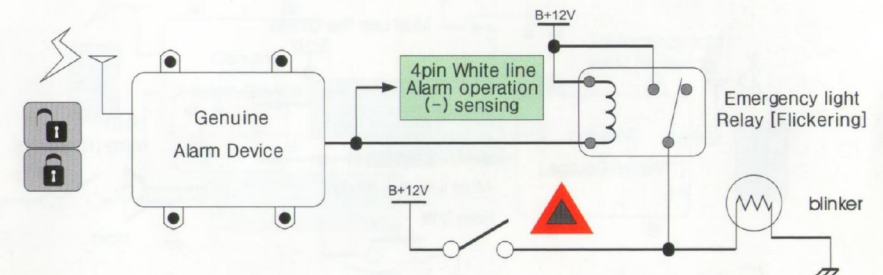 B+12V
4pin White line
Alarm operation
(-) sensing
Genuine
Alarm Device
Emergency light
Relay [Flickering]
B+12V
blinker